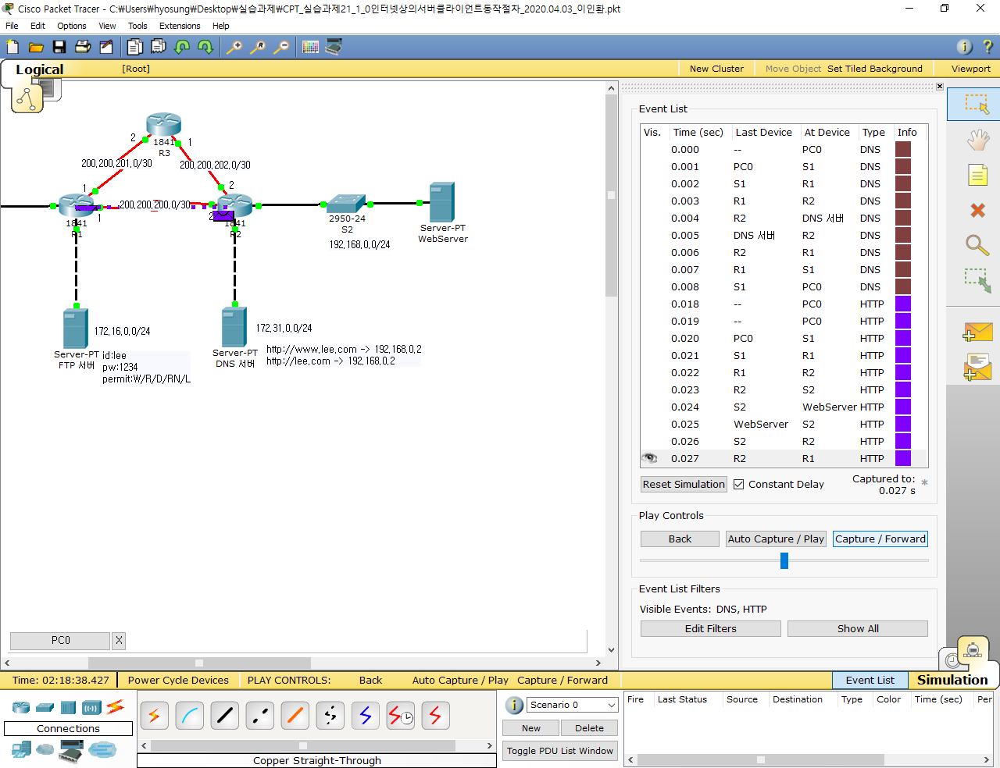 Cisco Packet Tracer - C:₩Users₩hyosung₩Desktop₩실습과제₩CPT_실습과제21_1_0인터넷상의서버클라이언트동작절차_2020.04.03_이인환.pkt
File Edit Options View Tools Extensions Help
Logical [Root] New Cluster Move Object Set Tiled Background Viewport
2 1841 1
R3
200,200,201,0/30 200,200,202,0/30
1 2
200,200,200,0/30
1841 1 2 1841
R1 R2
2950-24
S2
192,168,0,0/24
Server-PT
WebServer
172,16,0,0/24
Server-PT
FTP 서버
id:lee
pw:1234
permit:W/R/D/RN/L
172,31,0,0/24
Server-PT
DNS 서버
http://www.lee.com -> 192,168,0,2
http://lee.com -> 192,168,0,2
PC0 X
Event List
Vis. Time (sec) Last Device At Device Type Info
0.000 -- PC0 DNS
0.001 PC0 S1 DNS
0.002 S1 R1 DNS
0.003 R1 R2 DNS
0.004 R2 DNS 서버 DNS
0.005 DNS 서버 R2 DNS
0.006 R2 R1 DNS
0.007 R1 S1 DNS
0.008 S1 PC0 DNS
0.018 -- PC0 HTTP
0.019 -- PC0 HTTP
0.020 PC0 S1 HTTP
0.021 S1 R1 HTTP
0.022 R1 R2 HTTP
0.023 R2 S2 HTTP
0.024 S2 WebServer HTTP
0.025 WebServer S2 HTTP
0.026 S2 R2 HTTP
0.027 R2 R1 HTTP
Reset Simulation Constant Delay Captured to: *
0.027 s
Play Controls
Back Auto Capture / Play Capture / Forward
Event List Filters
Visible Events: DNS, HTTP
Edit Filters Show All
Time: 02:18:38.427 Power Cycle Devices PLAY CONTROLS: Back Auto Capture / Play Capture / Forward Event List Simulation
Connections
Copper Straight-Through
Scenario 0
New Delete
Toggle PDU List Window
Fire Last Status Source Destination Type Color Time (sec) Per